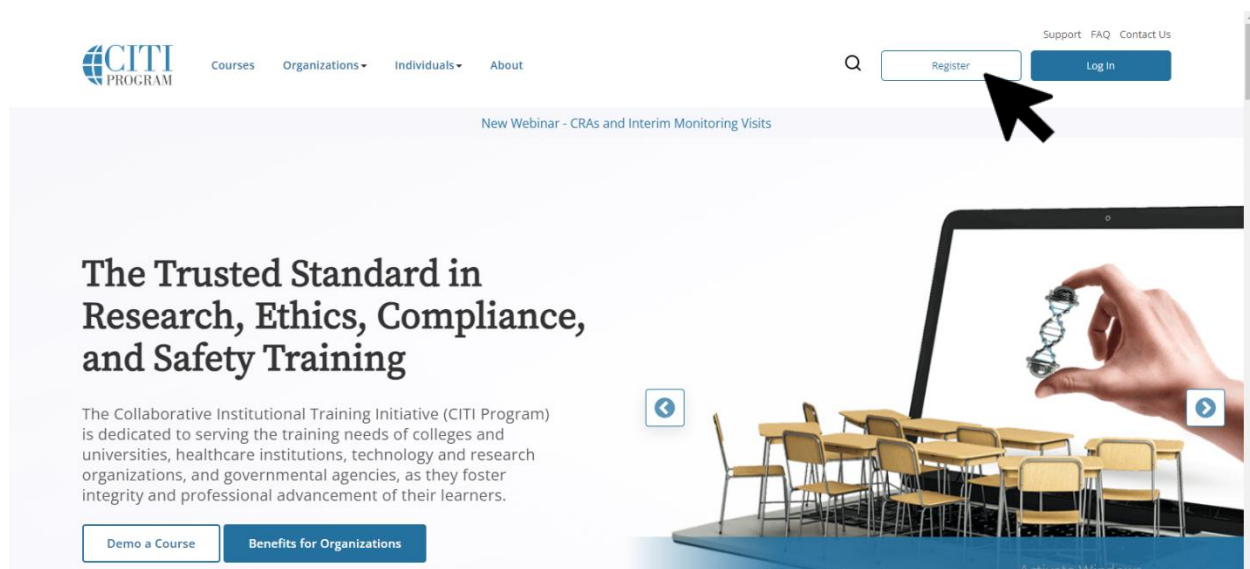 Support FAQ Contact Us
CITI
PROGRAM
Courses Organizations Individuals About Register Log In
New Webinar - CRAs and Interim Monitoring Visits
The Trusted Standard in
Research, Ethics, Compliance,
and Safety Training
The Collaborative Institutional Training Initiative (CITI Program)
is dedicated to serving the training needs of colleges and
universities, healthcare institutions, technology and research
organizations, and governmental agencies, as they foster
integrity and professional advancement of their learners.
Demo a Course Benefits for Organizations
Activate Windows